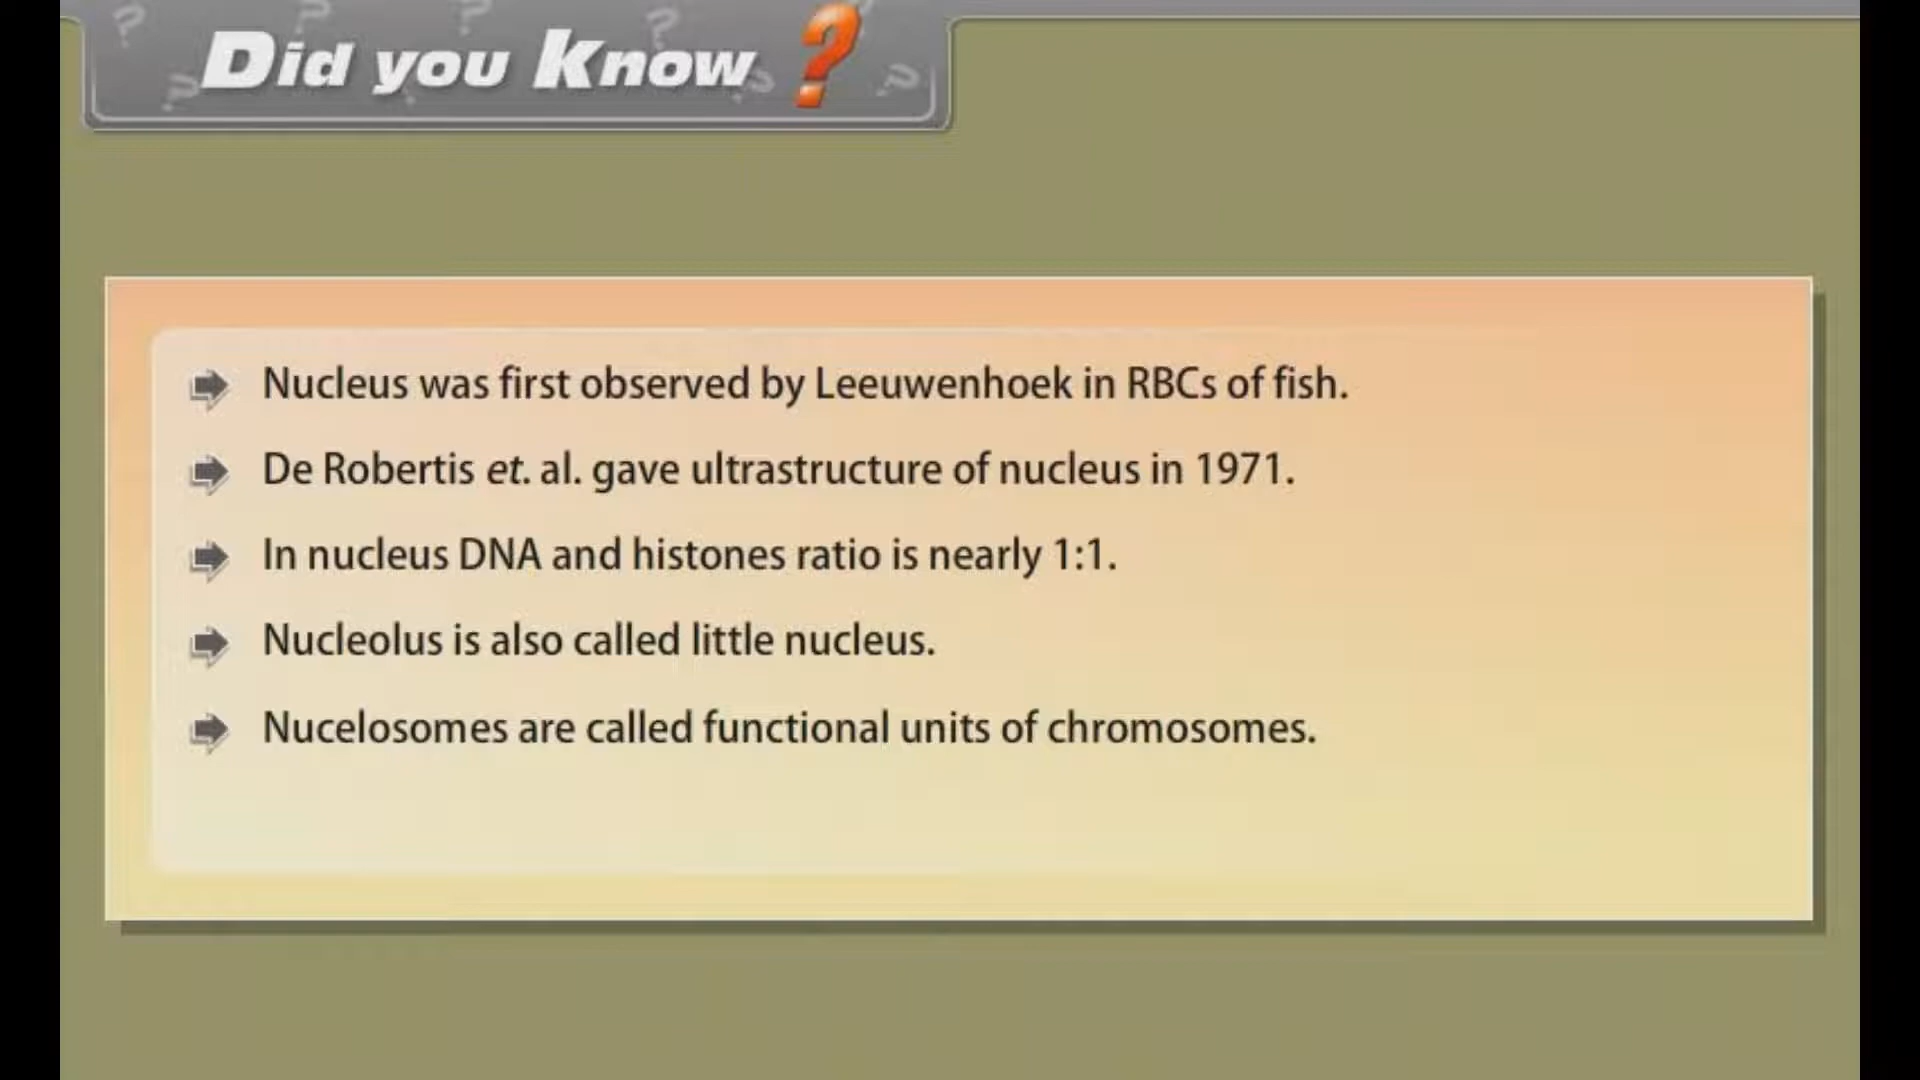 Did you Know ?
Nucleus was first observed by Leeuwenhoek in RBCs of fish.
De Robertis et. al. gave ultrastructure of nucleus in 1971.
In nucleus DNA and histones ratio is nearly 1:1.
Nucleolus is also called little nucleus.
Nucelosomes are called functional units of chromosomes.